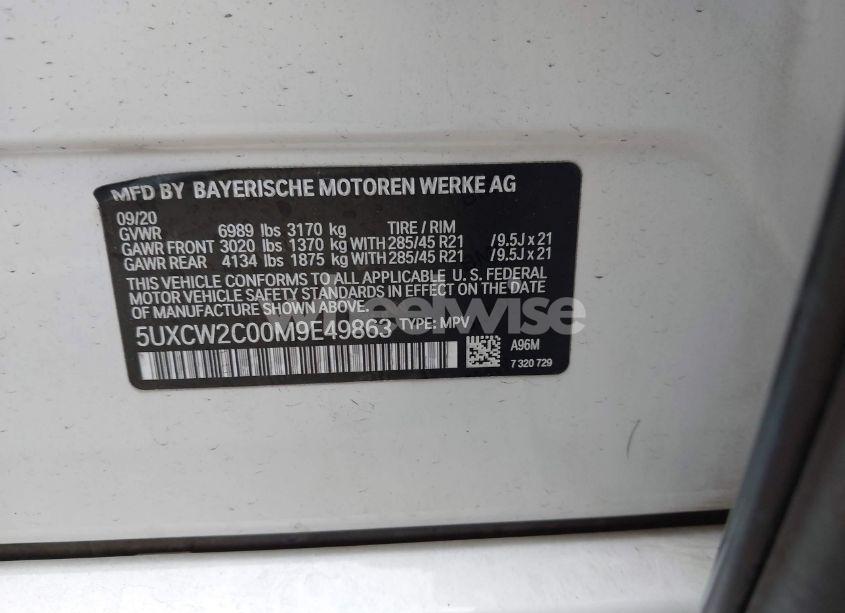 MFD BY BAYERISCHE MOTOREN WERKE AG
09/20
GVWR 6989 lbs 3170 kg TIRE / RIM
GAWR FRONT 3020 lbs 1370 kg WITH 285/45 R21 / 9.5J x 21
GAWR REAR 4134 lbs 1875 kg WITH 285/45 R21 / 9.5J x 21
THIS VEHICLE CONFORMS TO ALL APPLICABLE U.S. FEDERAL
MOTOR VEHICLE SAFETY STANDARDS IN EFFECT ON THE DATE
OF MANUFACTURE SHOWN ABOVE.
wheelwise
5UXCW2C00M9E49863 TYPE: MPV
A96M
7 320 729